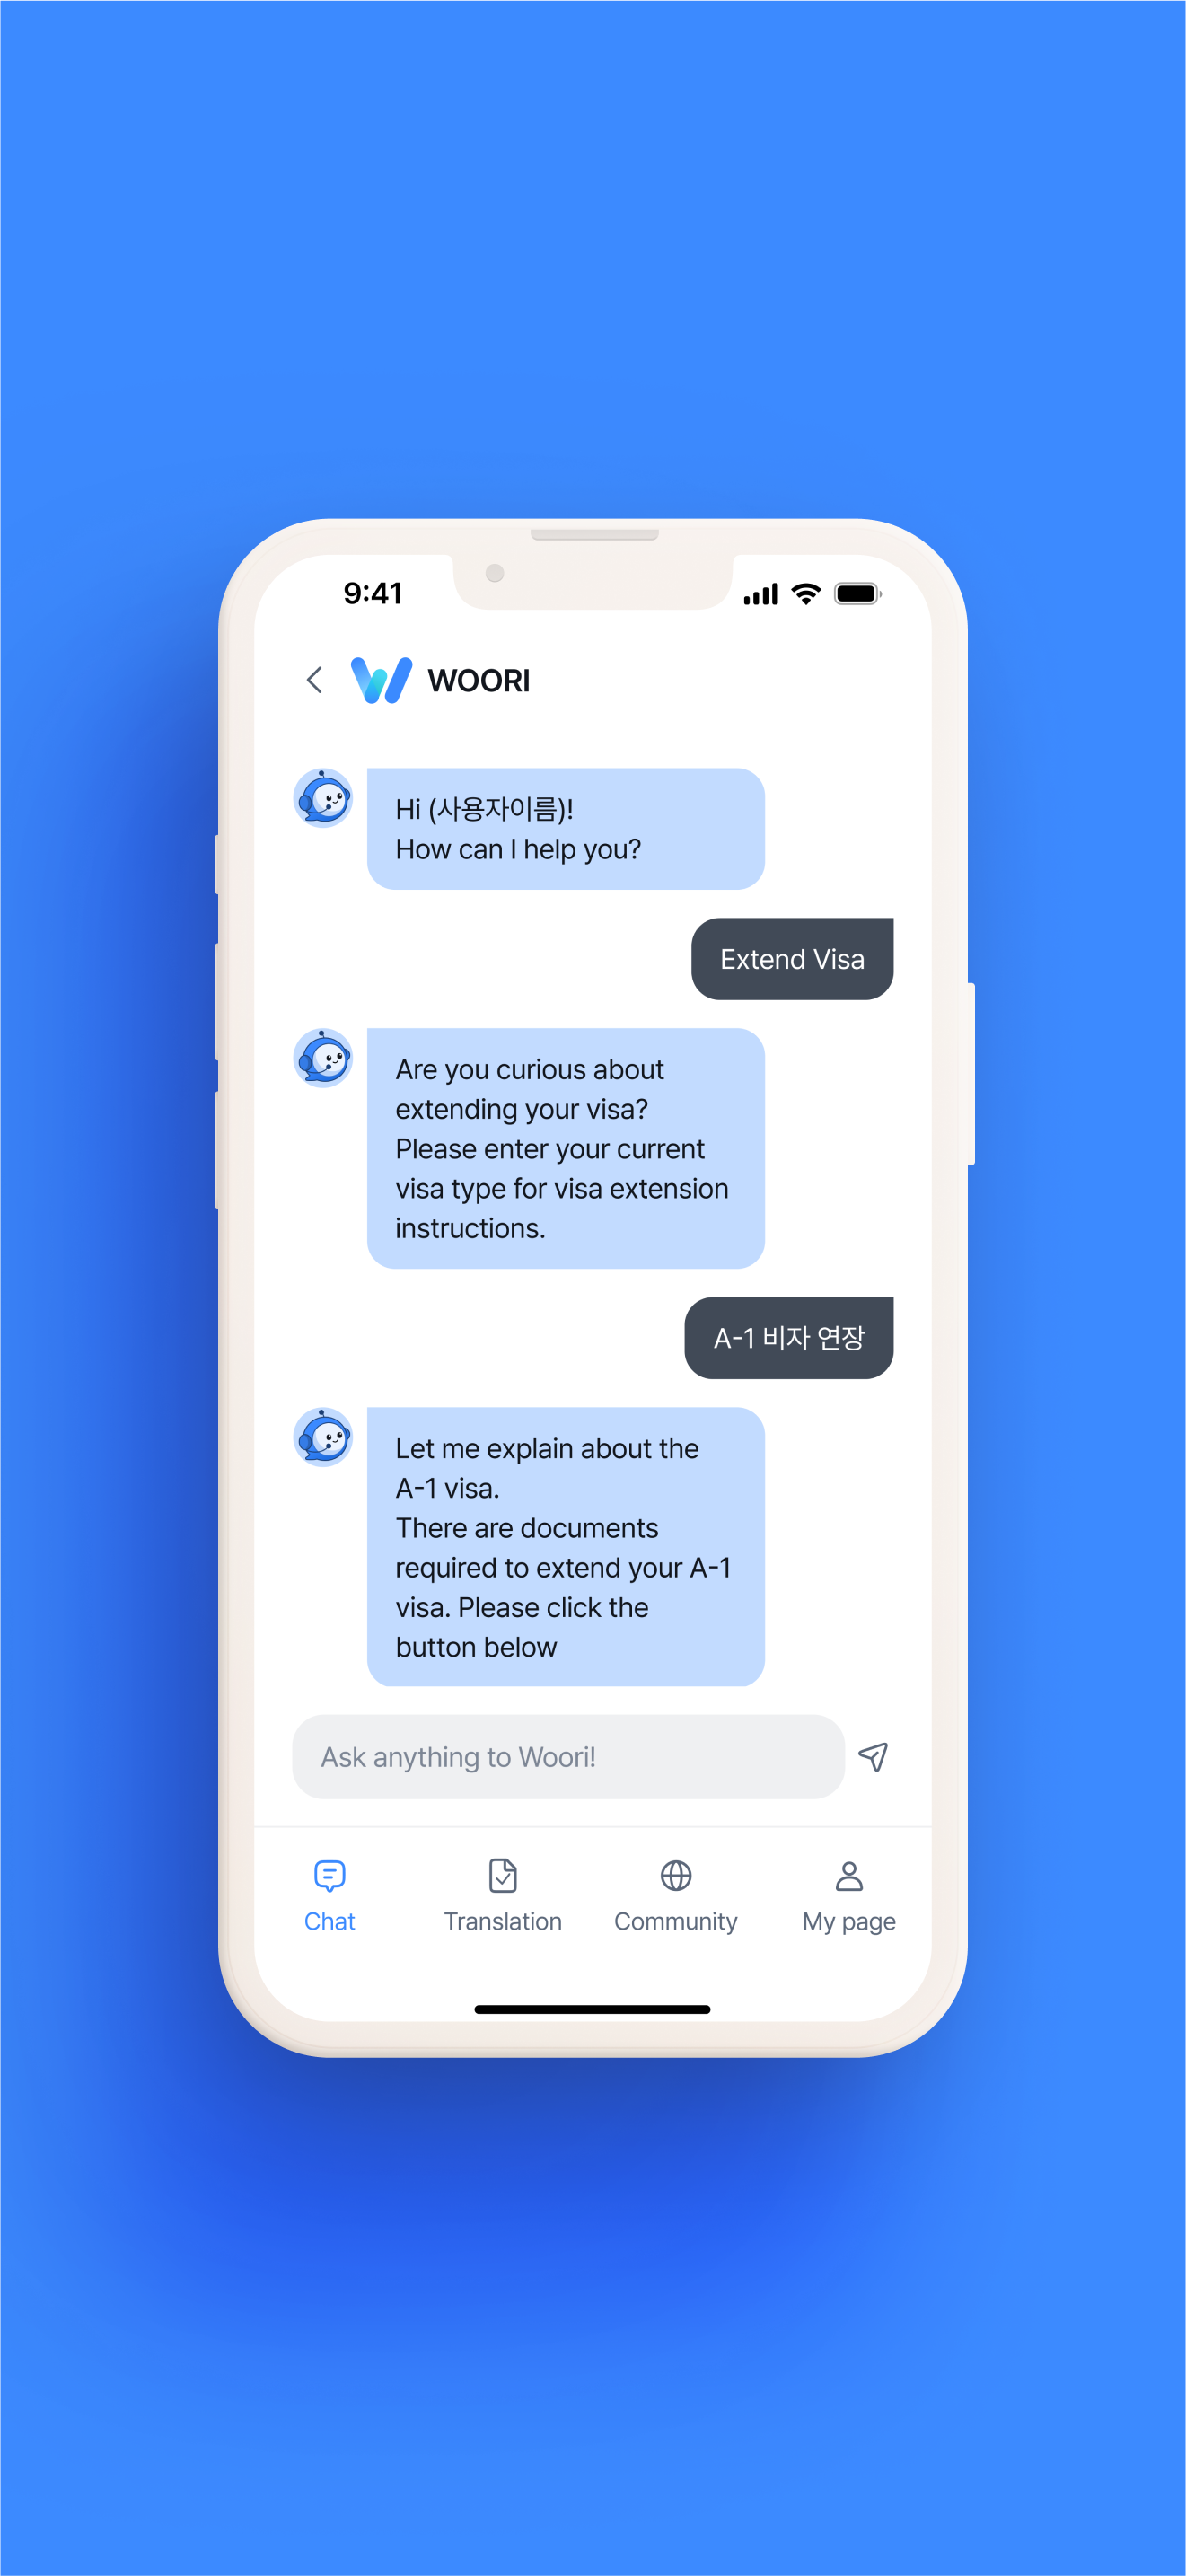 9:41
WOORI
Hi (사용자이름)!
How can I help you?
Extend Visa
Are you curious about
extending your visa?
Please enter your current
visa type for visa extension
instructions.
A-1 비자 연장
Let me explain about the
A-1 visa.
There are documents
required to extend your A-1
visa. Please click the
button below
Ask anything to Woori!
Chat
Translation
Community
My page